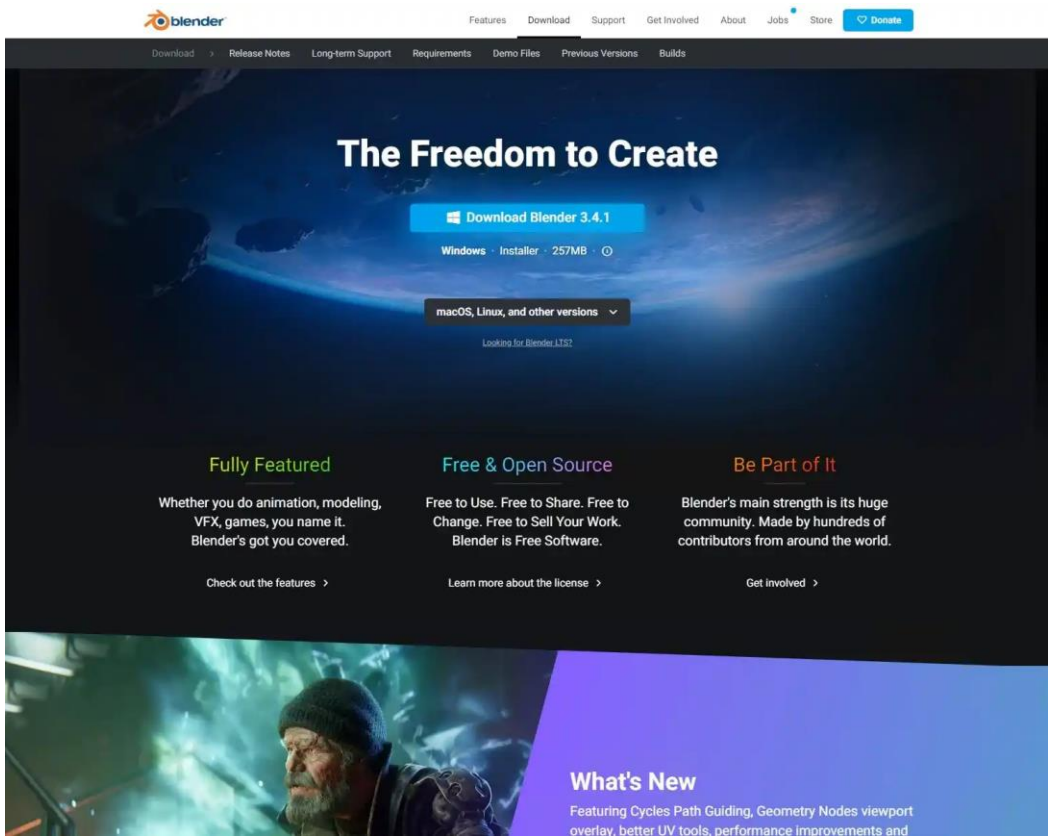 blender
Features Download Support Get Involved About Jobs Store Donate
Download > Release Notes Long-term Support Requirements Demo Files Previous Versions Builds
The Freedom to Create
Download Blender 3.4.1
Windows · Installer · 257MB ·
macOS, Linux, and other versions
Looking for Blender LTS?
Fully Featured
Whether you do animation, modeling,
VFX, games, you name it.
Blender's got you covered.
Check out the features >
Free & Open Source
Free to Use. Free to Share. Free to
Change. Free to Sell Your Work.
Blender is Free Software.
Learn more about the license >
Be Part of It
Blender's main strength is its huge
community. Made by hundreds of
contributors from around the world.
Get involved >
What's New
Featuring Cycles Path Guiding, Geometry Nodes viewport
overlay, better UV tools, performance improvements and